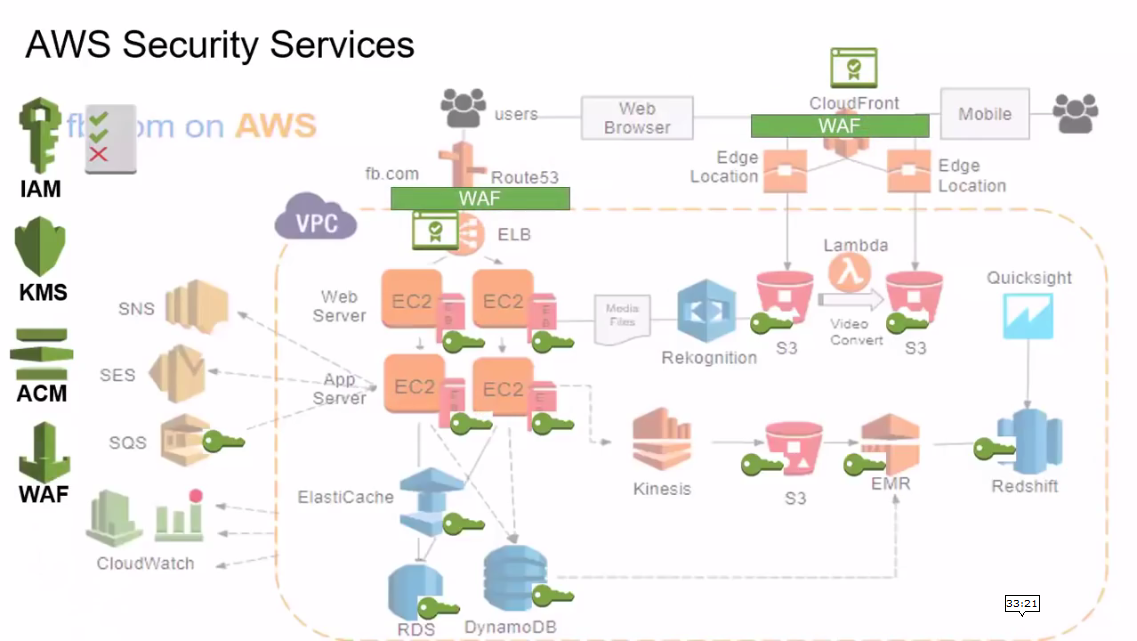 AWS Security Services
on AWS
IAM
KMS
ACM
WAF
users
Web
Browser
CloudFront
WAF
Mobile
Edge
Location
Edge
Location
fb.com
Route53
WAF
VPC
ELB
Web
Server
EC2
EC2
Media
Files
Rekognition
S3
Lambda
Video
Convert
S3
Quicksight
SNS
SES
SQS
App
Server
EC2
EC2
Kinesis
S3
EMR
Redshift
ElastiCache
CloudWatch
RDS
DynamoDB
33:21